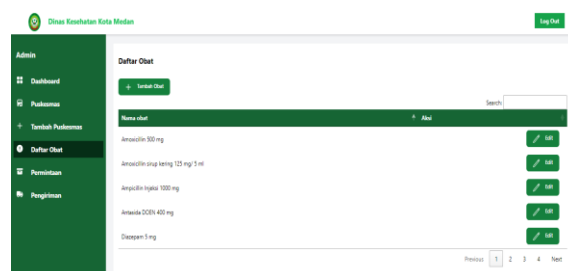 Dinas Kesehatan Kota Medan
Log Out
Admin
Dashboard
Puskesmas
Tambah Puskesmas
Daftar Obat
Permintaan
Pengiriman
Daftar Obat
+ Tambah Obat
Search:
Nama obat
Aksi
Amoxicillin 500 mg
Edit
Amoxicillin sirup kering 125 mg/ 5 ml
Edit
Ampicillin Injeksi 1000 mg
Edit
Antasida DOEN 400 mg
Edit
Diazepam 5 mg
Edit
Previous 1 2 3 4 Next